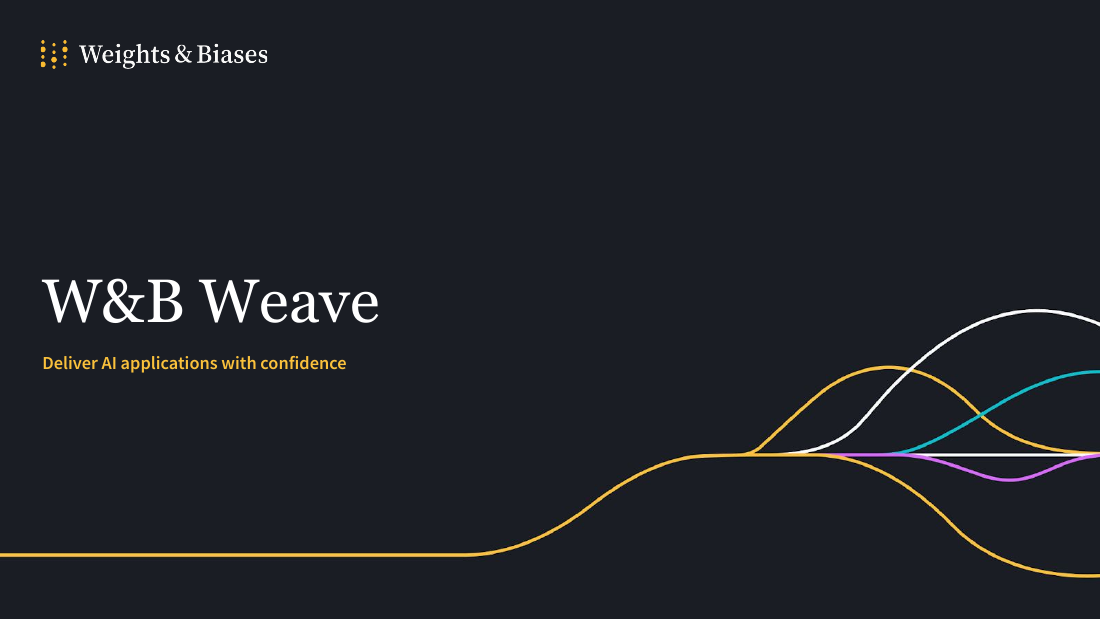 Weights & Biases
W&B Weave
Deliver AI applications with confidence